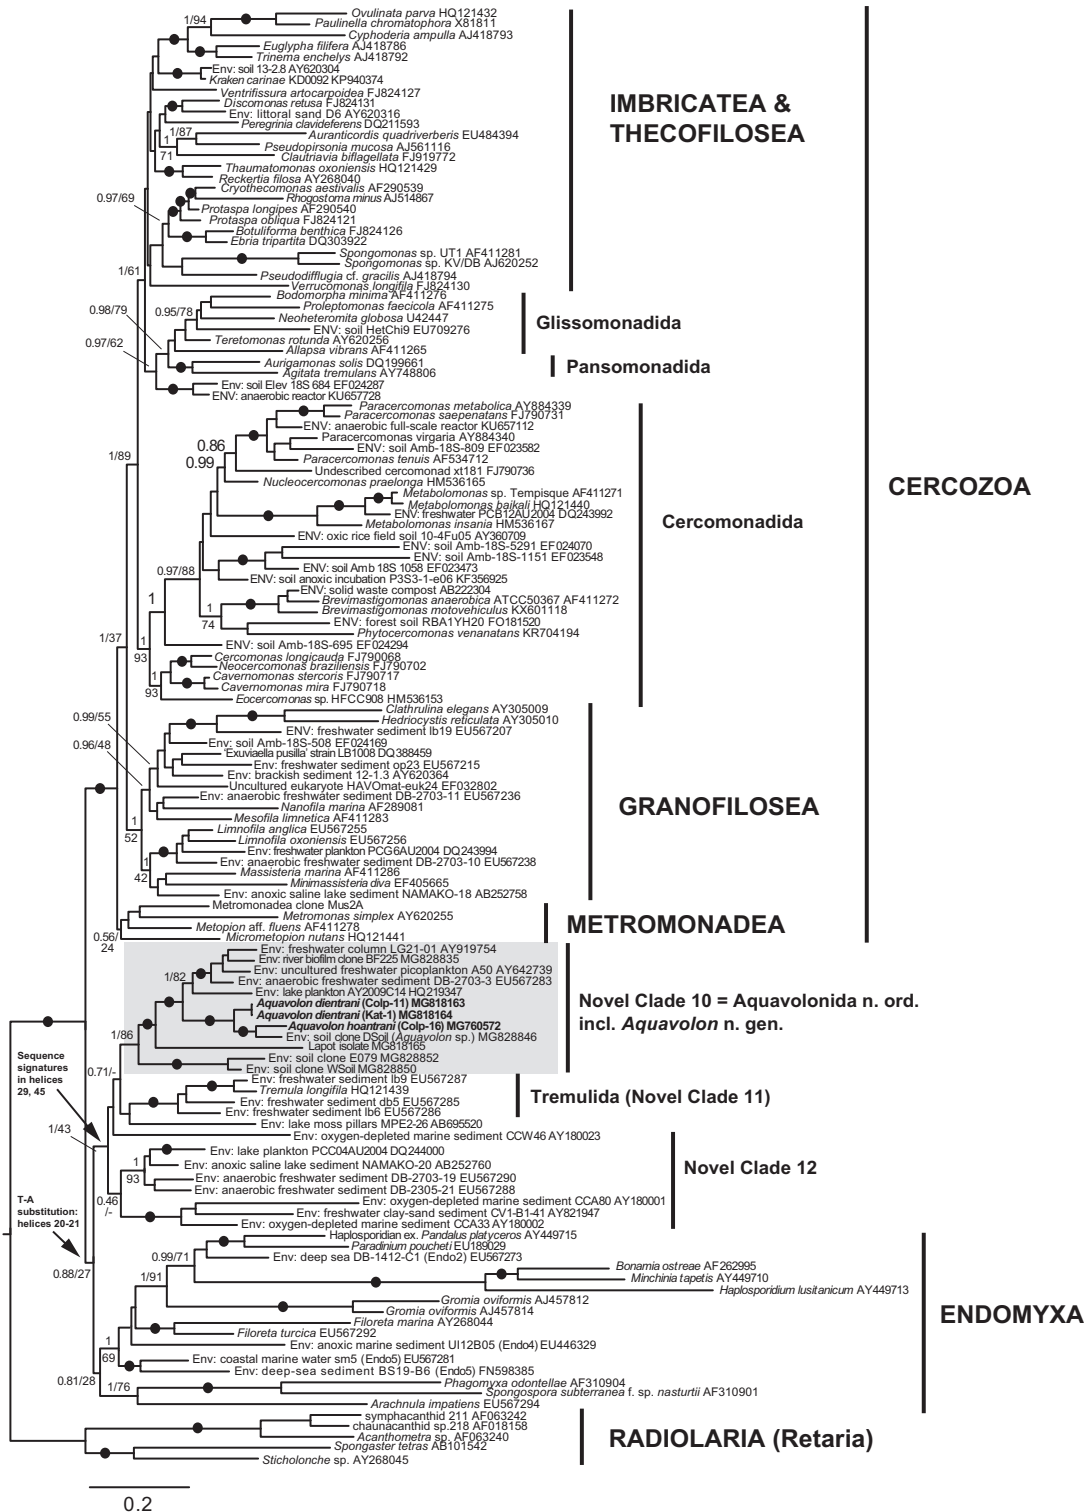 1/94
Ovulinata parva HQ121432
Paulinella chromatophora X81811
Cyphoderia ampulla AJ418793
Euglypha filifera AJ418786
Trinema enchelys AJ418792
Env: soil 13-2.8 AY620304
Kraken carinae KD0092 KP940374
Ventrifissura artocarpoidea FJ824127
Discomonas retusa FJ824131
Env: littoral sand D6 AY620316
Peregrinia clavideferens DQ211593
1/87
Auranticordis quadriverberis EU484394
1
Pseudopirsonia mucosa AJ561116
71
Clautriavia biflagellata FJ919772
Thaumatomonas oxoniensis HQ121429
Reckertia filosa AY268040
Cryothecomonas aestivalis AF290539
0.97/69
Rhogostoma minus AJ514867
Protaspa longipes AF290540
Protaspa obliqua FJ824121
Botuliforma benthica FJ824126
Ebria tripartita DQ303922
Spongomonas sp. UT1 AF411281
Spongomonas sp. KV/DB AJ620252
1/61
Pseudodifflugia cf. gracilis AJ418794
Verrucomonas longifila FJ824130
IMBRICATEA &
THECOFILOSEA
Bodomorpha minima AF411276
0.98/79
0.95/78
Proleptomonas faecicola AF411275
Neoheteromita globosa U42447
ENV: soil HetChi9 EU709276
0.97/62
Teretomonas rotunda AY620256
Allapsa vibrans AF411265
Glissomonadida
Aurigamonas solis DQ199661
Agitata tremulans AY748806
Pansomonadida
Env: soil Elev 18S 684 EF024287
ENV: anaerobic reactor KU657728
Paracercomonas metabolica AY884339
Paracercomonas saepenatans FJ790731
ENV: anaerobic full-scale reactor KU657112
Paracercomonas virgaria AY884340
0.86
ENV: soil Amb-18S-809 EF023582
1/89
0.99
Paracercomonas tenuis AF534712
Undescribed cercomonad xt181 FJ790736
Nucleocercomonas praelonga HM536165
CERCOZOA
Metabolomonas sp. Tempisque AF411271
Metabolomonas baikali HQ121440
ENV: freshwater PCB12AU2004 DQ243992
Metabolomonas insania HM536167
Cercomonadida
ENV: oxic rice field soil 10-4Fu05 AY360709
ENV: soil Amb-18S-5291 EF024070
ENV: soil Amb-18S-1151 EF023548
0.97/88
ENV: soil Amb 18S 1058 EF023473
ENV: soil anoxic incubation P3S3-1-e06 KF356925
ENV: solid waste compost AB222304
1
Brevimastigomonas anaerobica ATCC50367 AF411272
1
Brevimastigomonas motovehiculus KX601118
74
ENV: forest soil RBA1YH20 FO181520
Phytocercomonas venanatans KR704194
1/37
1
ENV: soil Amb-18S-695 EF024294
93
Cercomonas longicauda FJ790068
Neocercomonas braziliensis FJ790702
1
Cavernomonas stercoris FJ790717
93
Cavernomonas mira FJ790718
Eocercomonas sp. HFCC908 HM536153
Clathrulina elegans AY305009
0.99/55
Hedriocystis reticulata AY305010
ENV: freshwater sediment lb19 EU567207
Env: soil Amb-18S-508 EF024169
0.96/48
'Exuviaella pusilla' strain LB1008 DQ388459
Env: freshwater sediment op23 EU567215
Env: brackish sediment 12-1.3 AY620364
Uncultured eukaryote HAVOmat-euk24 EF032802
Env: anaerobic freshwater sediment DB-2703-11 EU567236
Nanofila marina AF289081
GRANOFILOSEA
1
Mesofila limnetica AF411283
52
Limnofila anglica EU567255
Limnofila oxoniensis EU567256
Env: freshwater plankton PCG6AU2004 DQ243994
1
Env: anaerobic freshwater sediment DB-2703-10 EU567238
42
Massisteria marina AF411286
Minimassisteria diva EF405665
Env: anoxic saline lake sediment NAMAKO-18 AB252758
Metromonadea clone Mus2A
Metromonas simplex AY620255
METROMONADEA
Metopion aff. fluens AF411278
0.56/
24
Micrometopion nutans HQ121441
Env: freshwater column LG21-01 AY919754
Env: river biofilm clone BF225 MG828835
1/82
Env: uncultured freshwater picoplankton A50 AY642739
Env: anaerobic freshwater sediment DB-2703-3 EU567283
Env: lake plankton AY2009C14 HQ219347
Aquavolon dientrani (Colp-11) MG818163
Novel Clade 10 = Aquavolonida n. ord.
Aquavolon dientrani (Kat-1) MG818164
incl. Aquavolon n. gen.
Aquavolon hoantrani (Colp-16) MG760572
1/86
Env: soil clone DSoil (Aquavolon sp.) MG828846
Lapot isolate MG818165
Sequence
signatures
in helices
29, 45
Env: soil clone E079 MG828852
0.71/-
Env: soil clone WSoil MG828850
Env: freshwater sediment lb9 EU567287
Tremula longifila HQ121439
Env: freshwater sediment db5 EU567285
Tremulida (Novel Clade 11)
Env: freshwater sediment lb6 EU567286
Env: lake moss pillars MPE2-26 AB695520
1/43
Env: oxygen-depleted marine sediment CCW46 AY180023
Env: lake plankton PCC04AU2004 DQ244000
1
Env: anoxic saline lake sediment NAMAKO-20 AB252760
93
Env: anaerobic freshwater sediment DB-2703-19 EU567290
Novel Clade 12
Env: anaerobic freshwater sediment DB-2305-21 EU567288
T-A
substitution:
helices 20-21
0.46
/-
Env: oxygen-depleted marine sediment CCA80 AY180001
Env: freshwater clay-sand sediment CV1-B1-41 AY821947
Env: oxygen-depleted marine sediment CCA33 AY180002
Haplosporidian ex. Pandalus platyceros AY449715
0.99/71
Paradinium poucheti EU189029
Env: deep sea DB-1412-C1 (Endo2) EU567273
0.88/27
1/91
Bonamia ostreae AF262995
Minchinia tapetis AY449710
Haplosporidium lusitanicum AY449713
Gromia oviformis AJ457812
Gromia oviformis AJ457814
ENDOMYXA
Filoreta marina AY268044
Filoreta turcica EU567292
1
Env: anoxic marine sediment UI12B05 (Endo4) EU446329
69
Env: coastal marine water sm5 (Endo5) EU567281
Env: deep-sea sediment BS19-B6 (Endo5) FN598385
0.81/28
1/76
Phagomyxa odontellae AF310904
Spongospora subterranea f. sp. nasturtii AF310901
Arachnula impatiens EU567294
symphacanthid 211 AF063242
chaunacanthid sp.218 AF018158
Acanthometra sp. AF063240
RADIOLARIA (Retaria)
Spongaster tetras AB101542
Sticholonche sp. AY268045
0.2